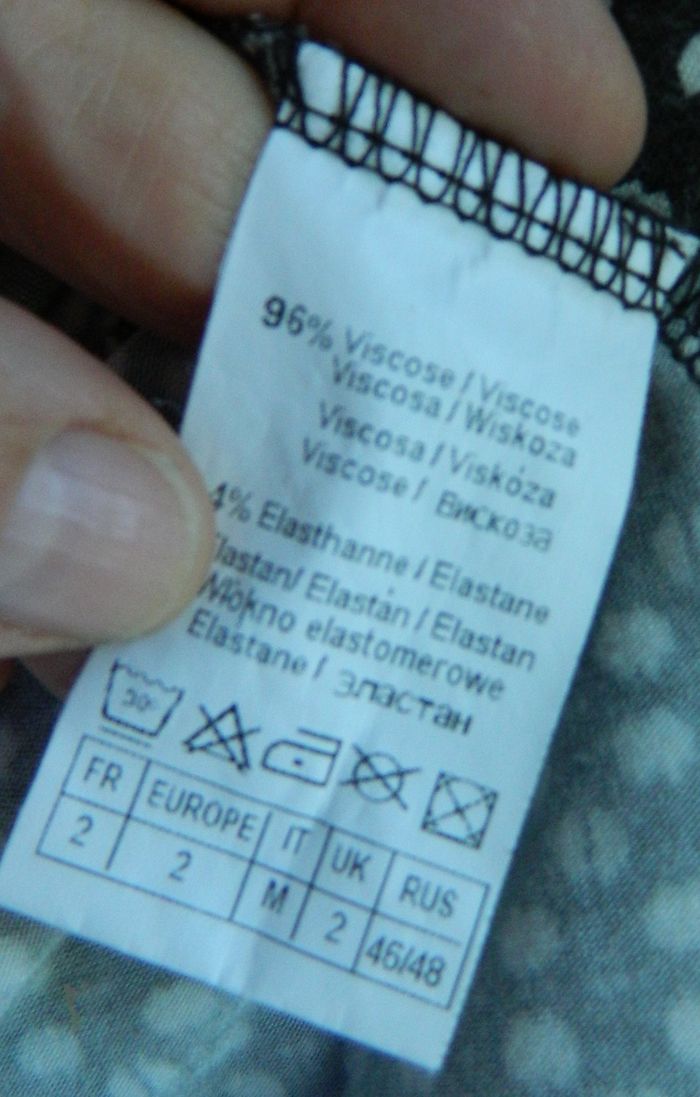 96% Viscose / Viscose
Viscosa / Wiskoza
Viscosa / Viskóza
Viscose / Вискоза
4% Elasthanne / Elastane
Elastan / Elastán / Elastan
Włókno elastomerowe
Elastane / Эластан
30°
FR EUROPE IT UK RUS
2 2 M 2 46/48